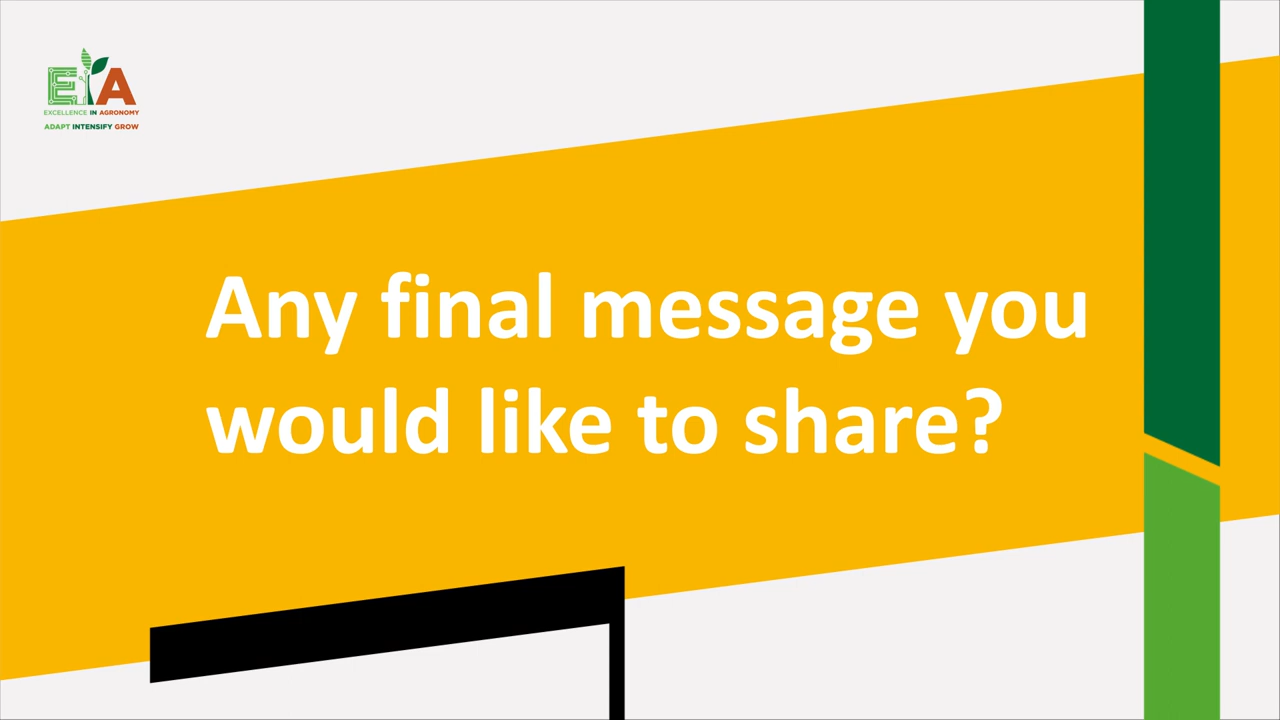 EiA
EXCELLENCE IN AGRONOMY
ADAPT INTENSIFY GROW
Any final message you
would like to share?